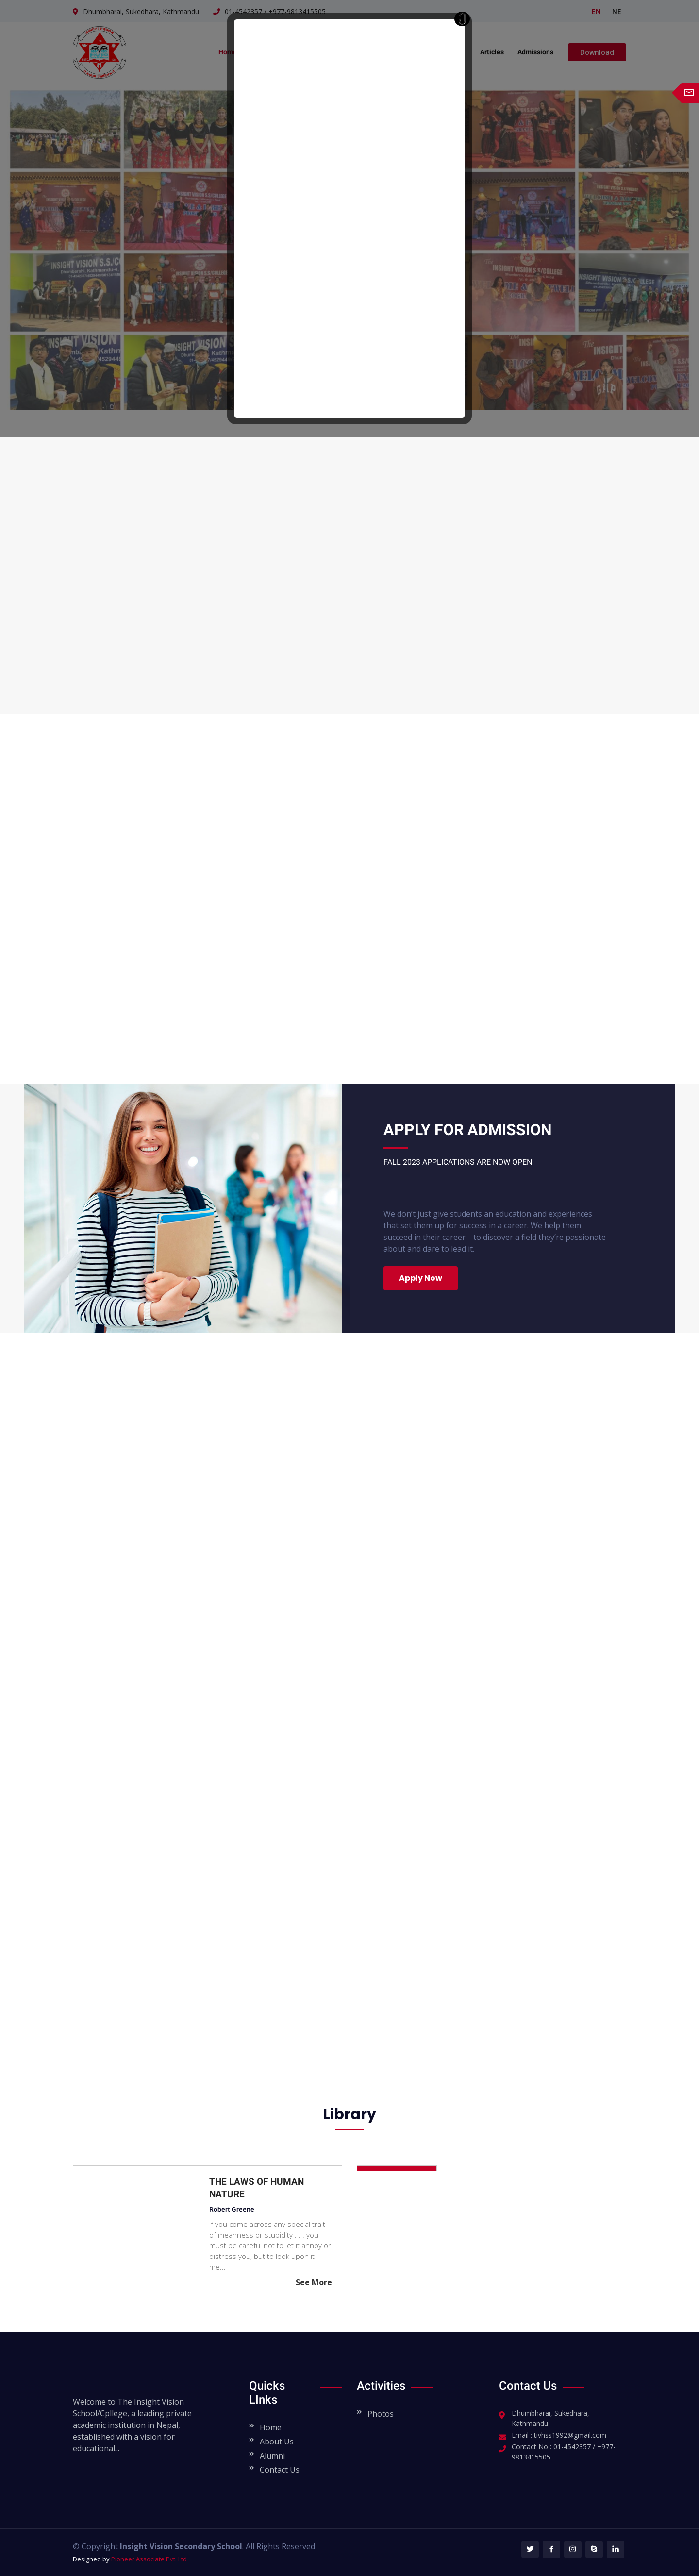 Dhumbharai, Sukedhara, Kathmandu
01-4542357 / +977-9813415505
EN
NE
Articles
Admissions
Download
APPLY FOR ADMISSION
FALL 2023 APPLICATIONS ARE NOW OPEN
We don’t just give students an education and experiences
that set them up for success in a career. We help them
succeed in their career—to discover a field they’re passionate
about and dare to lead it.
Apply Now
Library
THE LAWS OF HUMAN
NATURE
Robert Greene
If you come across any special trait
of meanness or stupidity . . . you
must be careful not to let it annoy or
distress you, but to look upon it
me...
See More
Welcome to The Insight Vision
School/Cpllege, a leading private
academic institution in Nepal,
established with a vision for
educational...
Quicks
LInks
Home
About Us
Alumni
Contact Us
Activities
Photos
Contact Us
Dhumbharai, Sukedhara,
Kathmandu
Email : tivhss1992@gmail.com
Contact No : 01-4542357 / +977-
9813415505
© Copyright Insight Vision Secondary School. All Rights Reserved
Designed by Pioneer Associate Pvt. Ltd